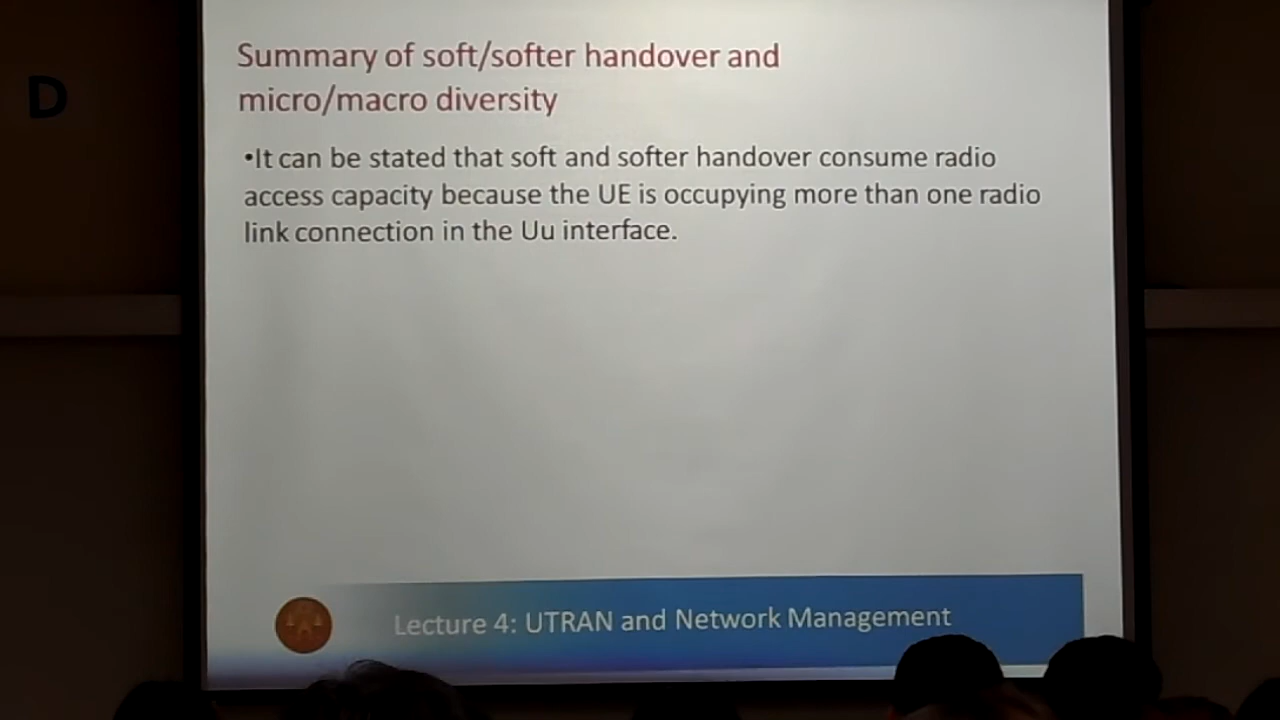 D
Summary of soft/softer handover and
micro/macro diversity
•It can be stated that soft and softer handover consume radio
access capacity because the UE is occupying more than one radio
link connection in the Uu interface.
Lecture 4: UTRAN and Network Management